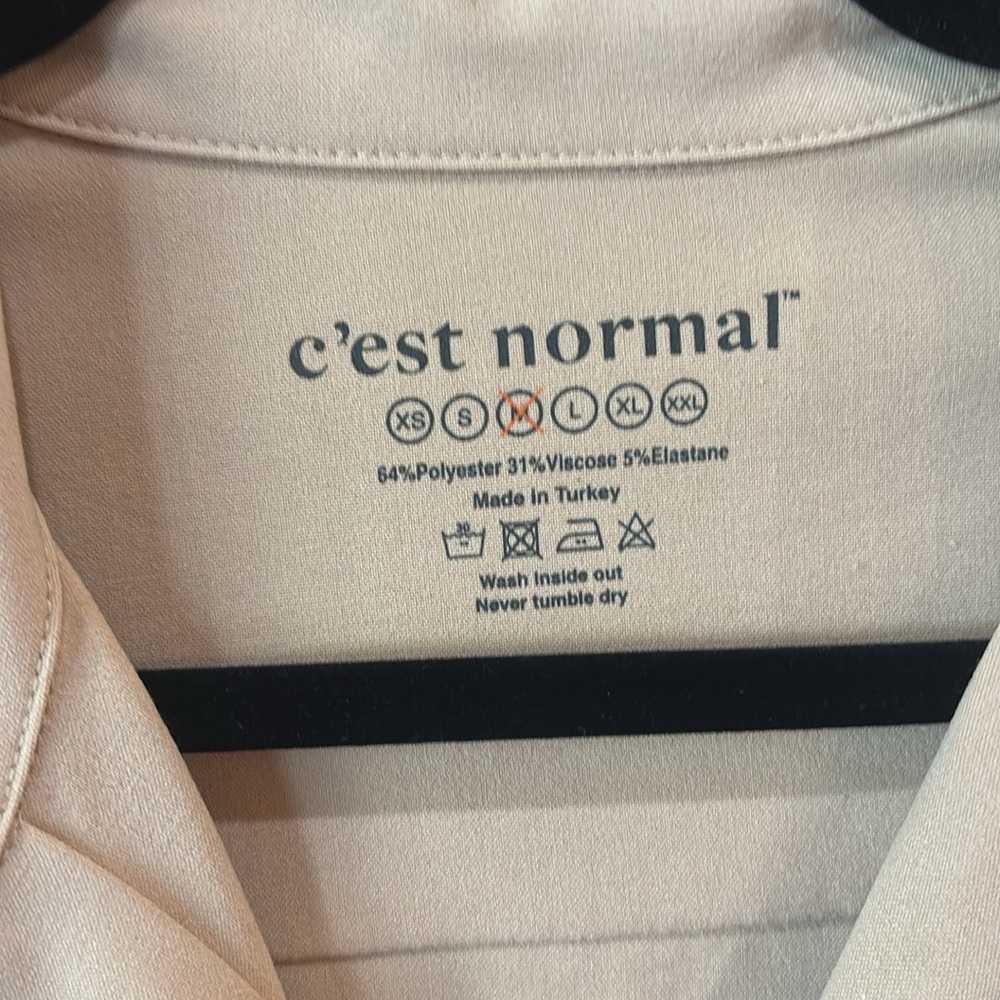 c'est normal™
XS S M L XL XXL
64%Polyester 31%Viscose 5%Elastane
Made in Turkey
30
Wash Inside out
Never tumble dry